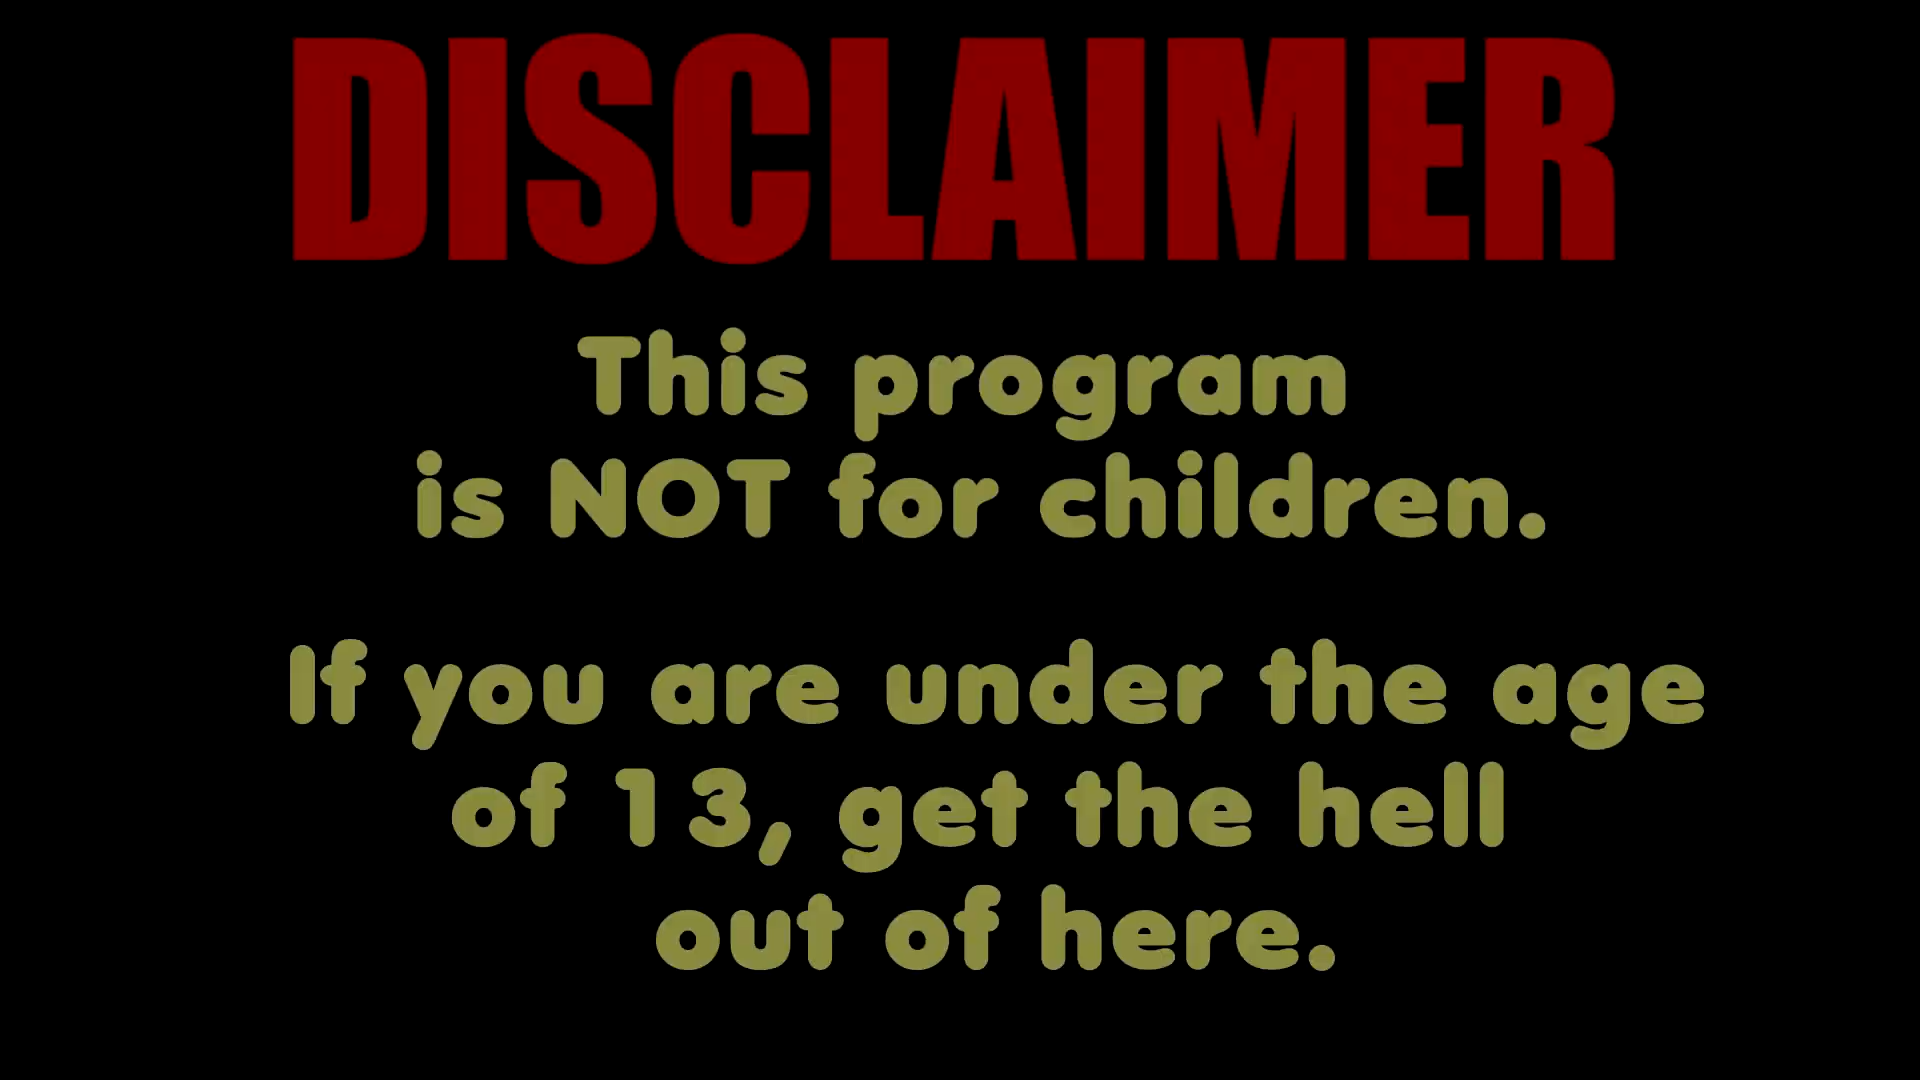 DISCLAIMER
This program
is NOT for children.
If you are under the age
of 13, get the hell
out of here.